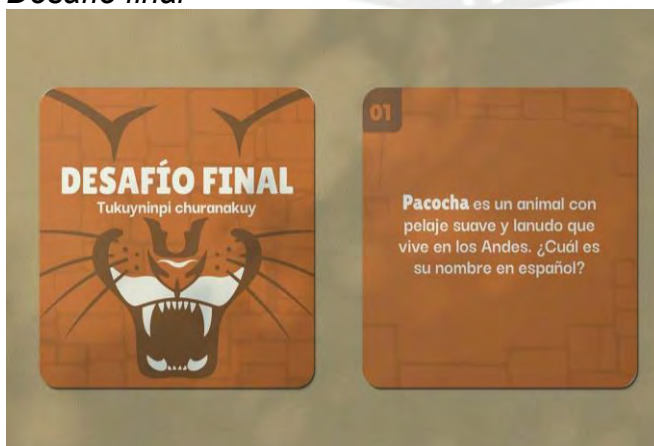 Desafío final
DESAFÍO FINAL
Tukuyninpi churanakuy
01
Pacocha es un animal con
pelaje suave y lanudo que
vive en los Andes. ¿Cuál es
su nombre en español?